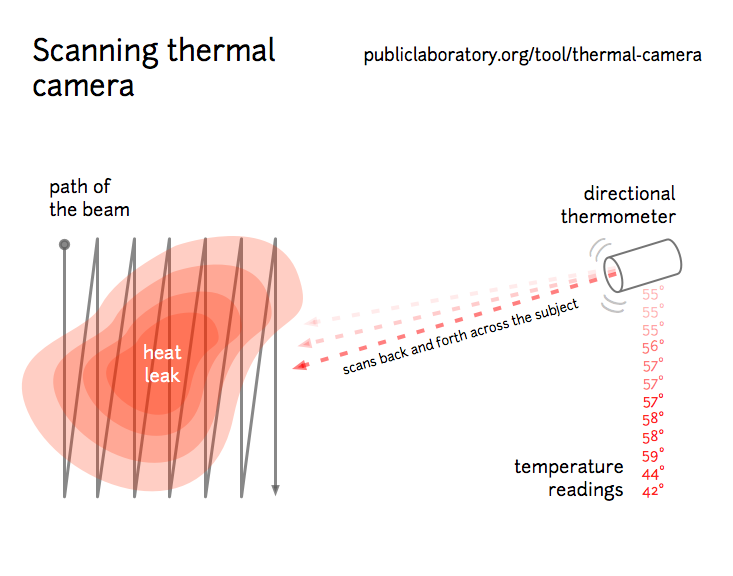 Scanning thermal
camera
publiclaboratory.org/tool/thermal-camera
path of
the beam
directional
thermometer
heat
leak
scans back and forth across the subject
55°
55°
55°
56°
57°
57°
57°
58°
58°
59°
44°
42°
temperature
readings